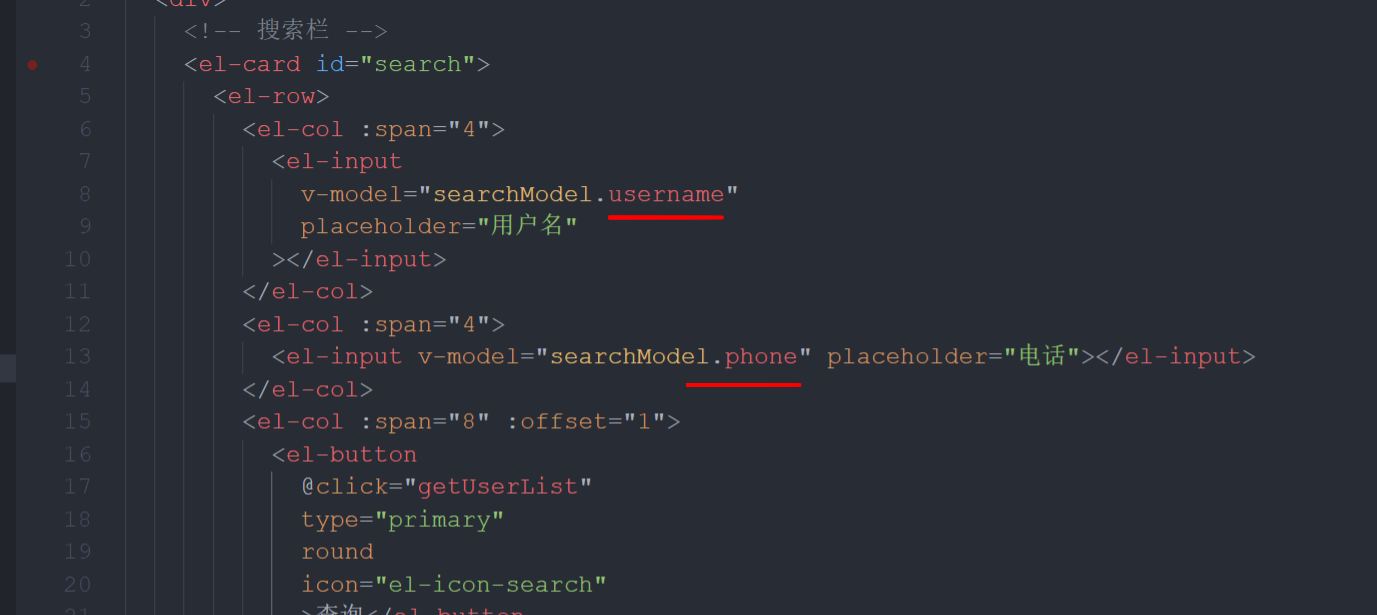 2 <div>
3 <!-- 搜索栏 -->
4 <el-card id="search">
5 <el-row>
6 <el-col :span="4">
7 <el-input
8 v-model="searchModel.username"
9 placeholder="用户名"
10 ></el-input>
11 </el-col>
12 <el-col :span="4">
13 <el-input v-model="searchModel.phone" placeholder="电话"></el-input>
14 </el-col>
15 <el-col :span="8" :offset="1">
16 <el-button
17 @click="getUserList"
18 type="primary"
19 round
20 icon="el-icon-search"
21 >查询</el-button